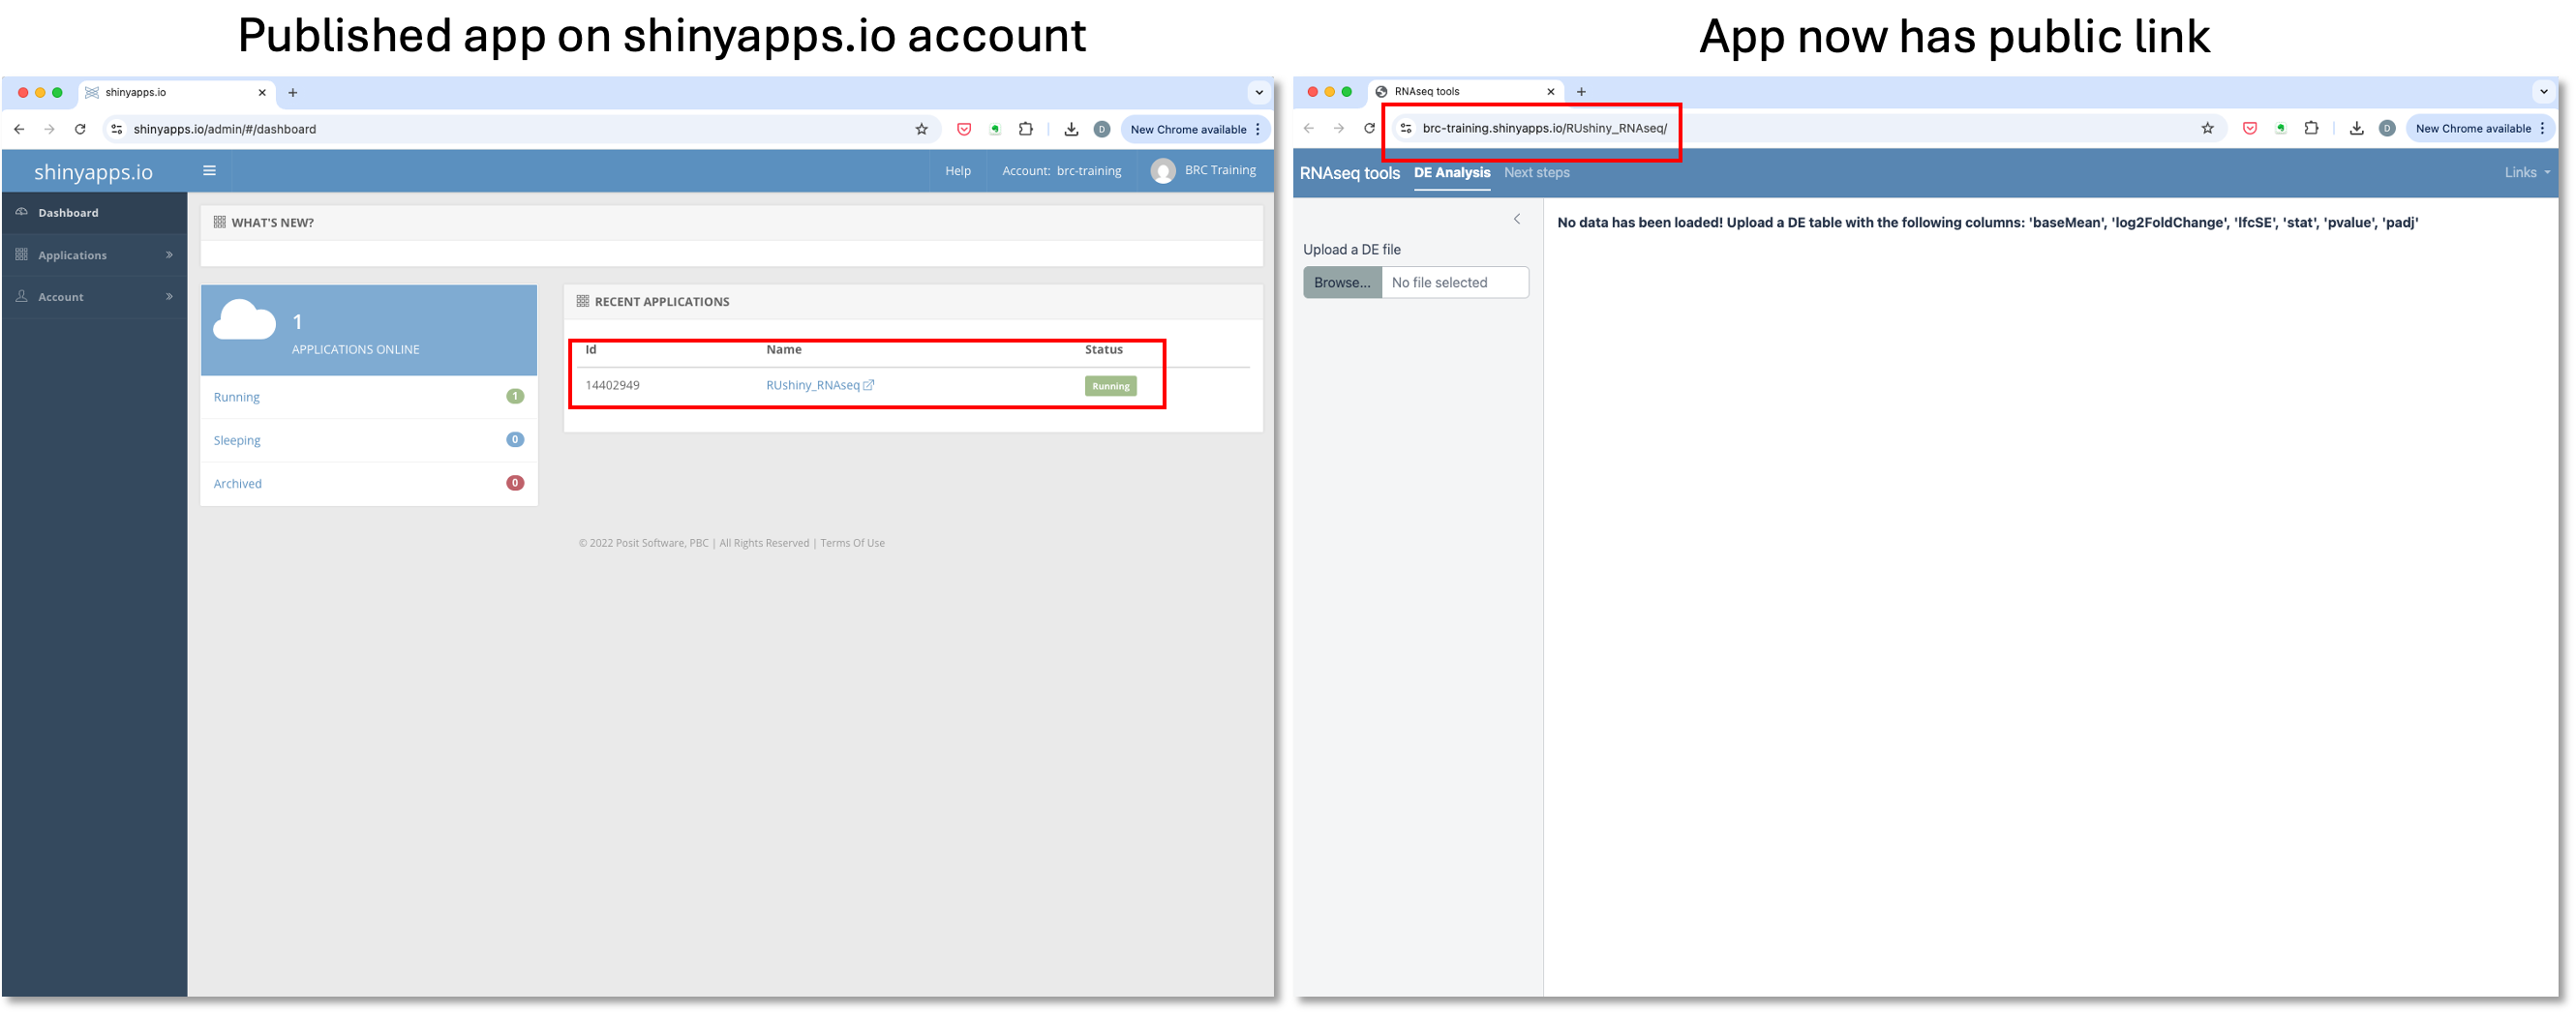 Published app on shinyapps.io account
shinyapps.io
shinyapps.io/admin/#/dashboard
D
New Chrome available
shinyapps.io
Help
Account: brc-training
BRC Training
Dashboard
Applications
Account
WHAT'S NEW?
1
APPLICATIONS ONLINE
Running 1
Sleeping 0
Archived 0
RECENT APPLICATIONS
Id Name Status
14402949 RUshiny_RNAseq Running
© 2022 Posit Software, PBC | All Rights Reserved | Terms Of Use
App now has public link
RNAseq tools
brc-training.shinyapps.io/RUshiny_RNAseq/
D
New Chrome available
RNAseq tools DE Analysis Next steps Links
Upload a DE file
Browse... No file selected
No data has been loaded! Upload a DE table with the following columns: 'baseMean', 'log2FoldChange', 'lfcSE', 'stat', 'pvalue', 'padj'